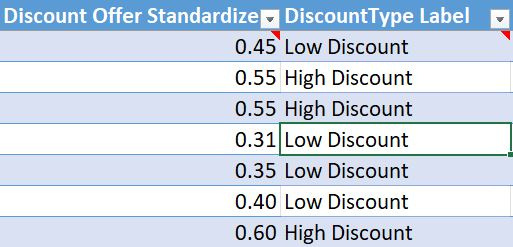 Discount Offer Standardize DiscountType Label
0.45 Low Discount
0.55 High Discount
0.55 High Discount
0.31 Low Discount
0.35 Low Discount
0.40 Low Discount
0.60 High Discount